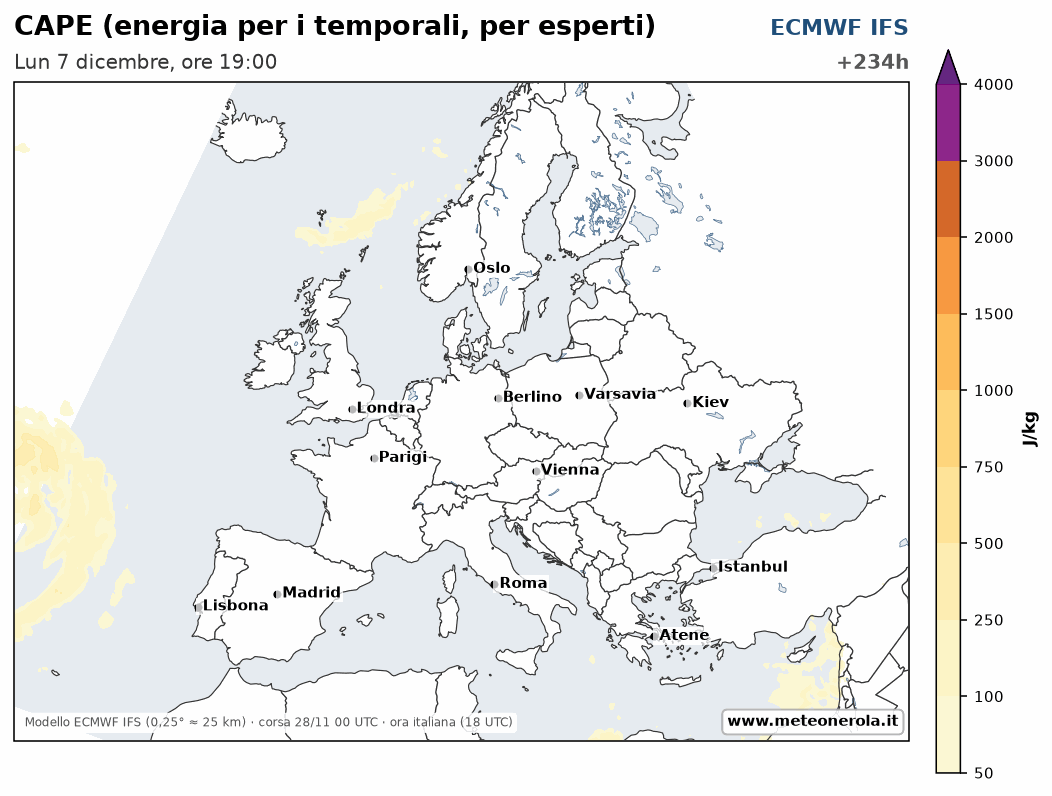 CAPE (energia per i temporali, per esperti)
ECMWF IFS
Lun 7 dicembre, ore 19:00
+234h
4000
3000
2000
1500
1000
750
500
250
100
50
J/kg
Oslo
Londra
Berlino
Varsavia
Kiev
Parigi
Vienna
Istanbul
Roma
Madrid
Lisbona
Atene
Modello ECMWF IFS (0,25° ≈ 25 km) · corsa 28/11 00 UTC · ora italiana (18 UTC)
www.meteonerola.it